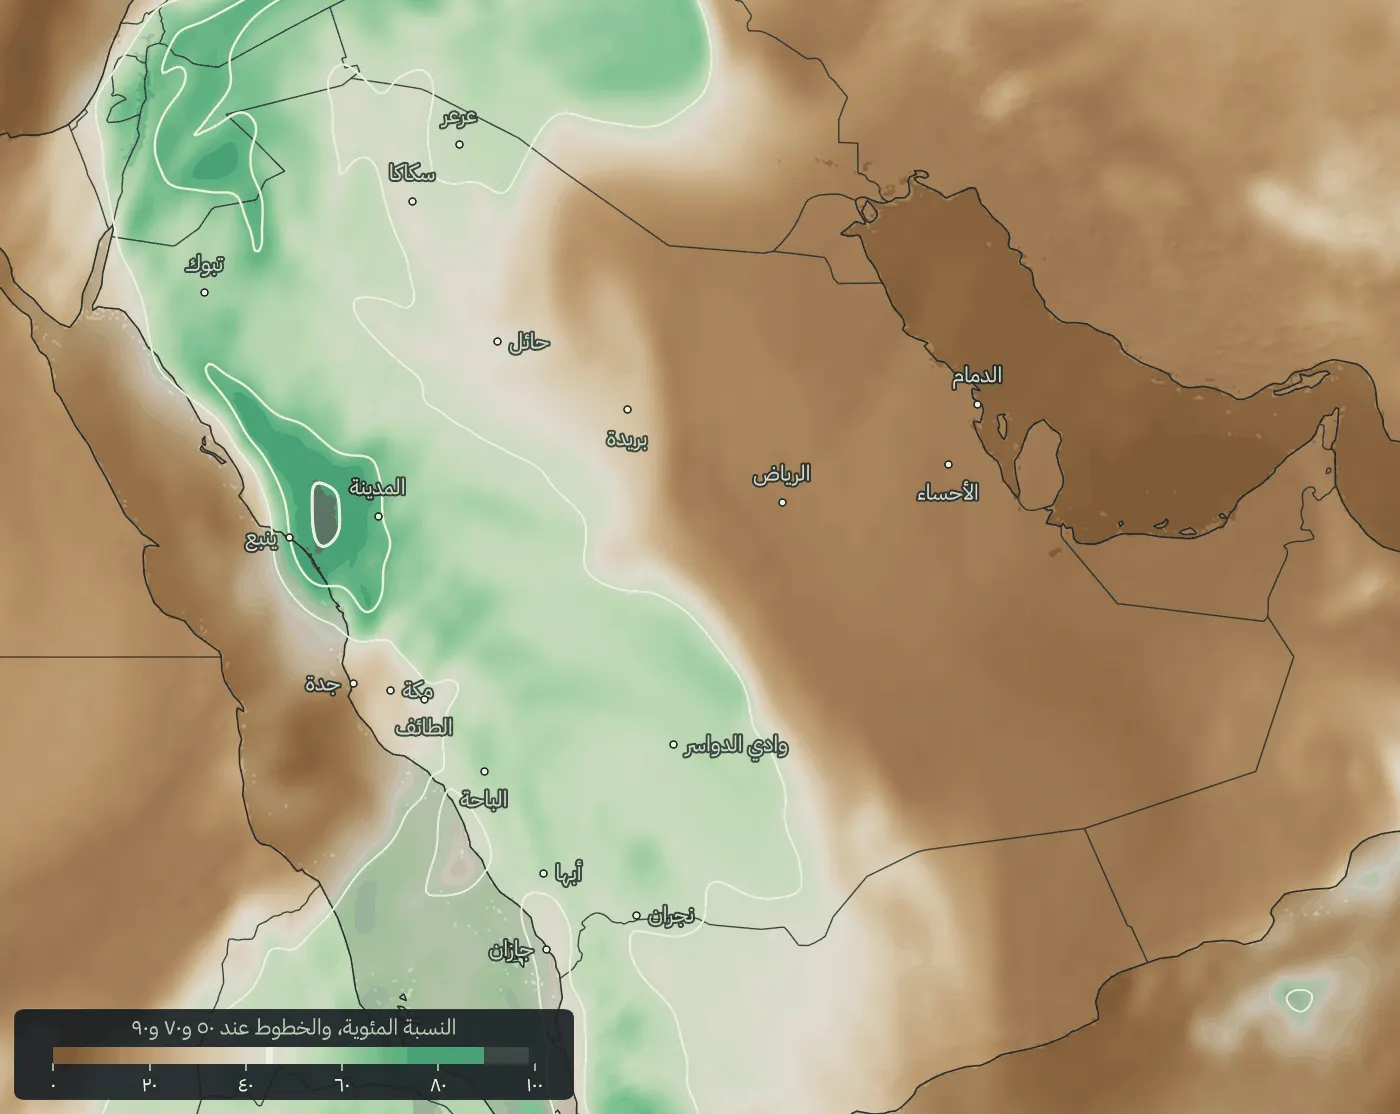 عرعر
سكاكا
تبوك
حائل
الدمام
بريدة
الرياض
الأحساء
المدينة
ينبع
جدة
مكة
الطائف
وادي الدواسر
الباحة
أبها
نجران
جازان
النسبة المئوية، والخطوط عند ٥٠ و٧٠ و٩٠
٠ ٢٠ ٤٠ ٦٠ ٨٠ ١٠٠